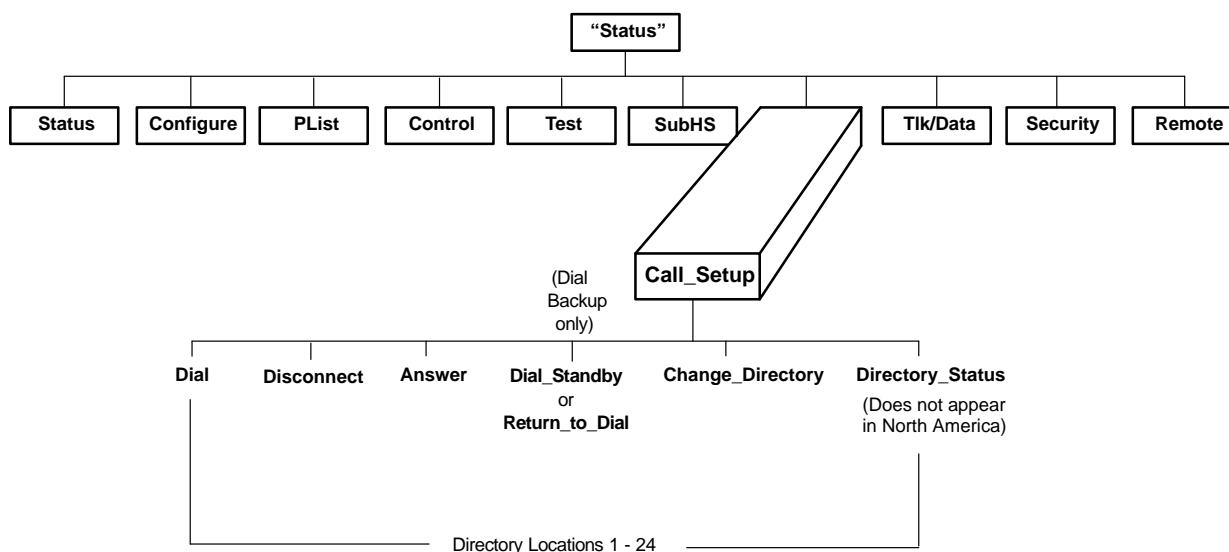 “Status”
Status Configure PList Control Test SubHS Tlk/Data Security Remote
Call_Setup
(Dial
Backup
only)
Dial Disconnect Answer Dial_Standby Change_Directory Directory_Status
or
Return_to_Dial
(Does not appear
in North America)
Directory Locations 1 - 24